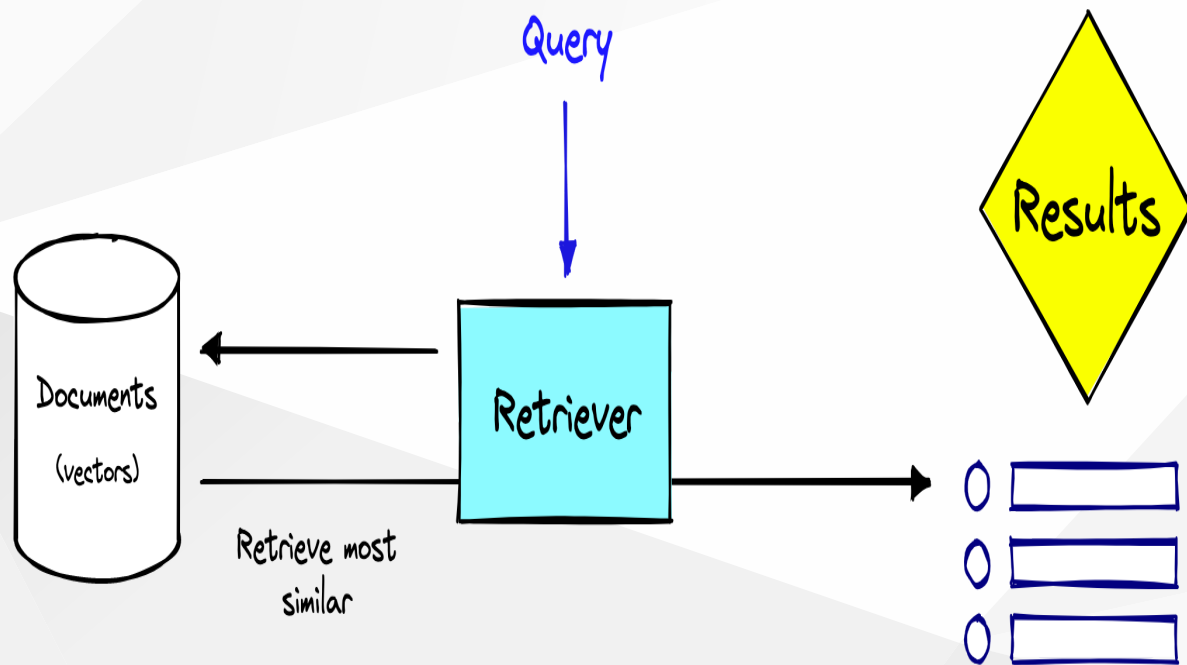 Query
Results
Documents
(vectors)
Retriever
Retrieve most
similar